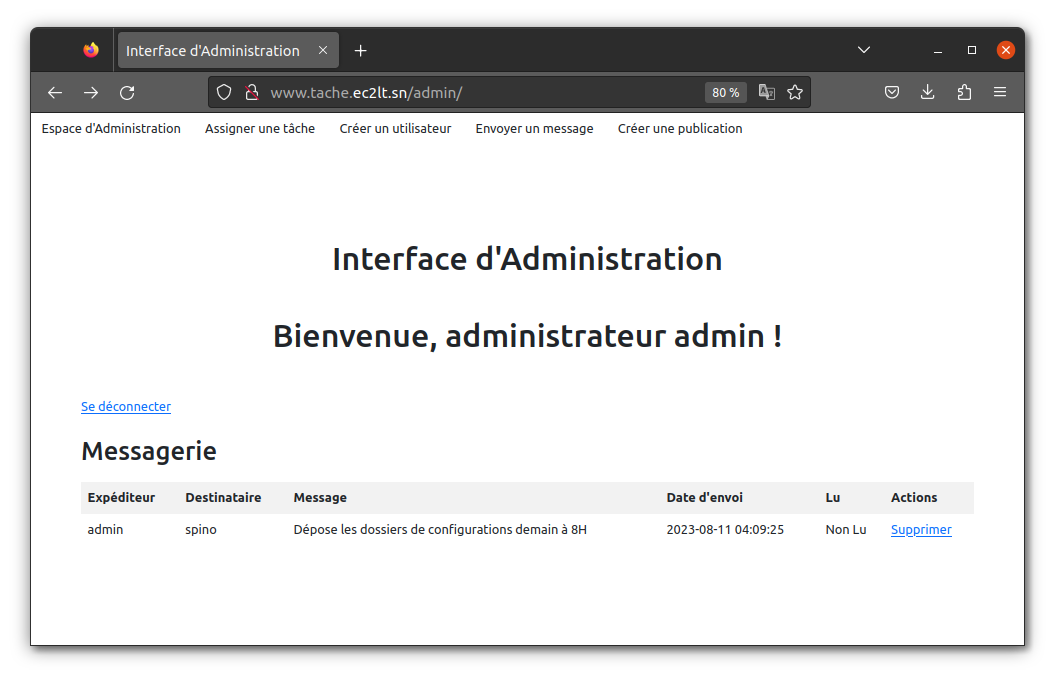 Interface d'Administration
www.tache.ec2lt.sn/admin/ 80 %
Espace d'Administration Assigner une tâche Créer un utilisateur Envoyer un message Créer une publication
Interface d'Administration
Bienvenue, administrateur admin !
Se déconnecter
Messagerie
Expéditeur Destinataire Message Date d'envoi Lu Actions
admin spino Dépose les dossiers de configurations demain à 8H 2023-08-11 04:09:25 Non Lu Supprimer